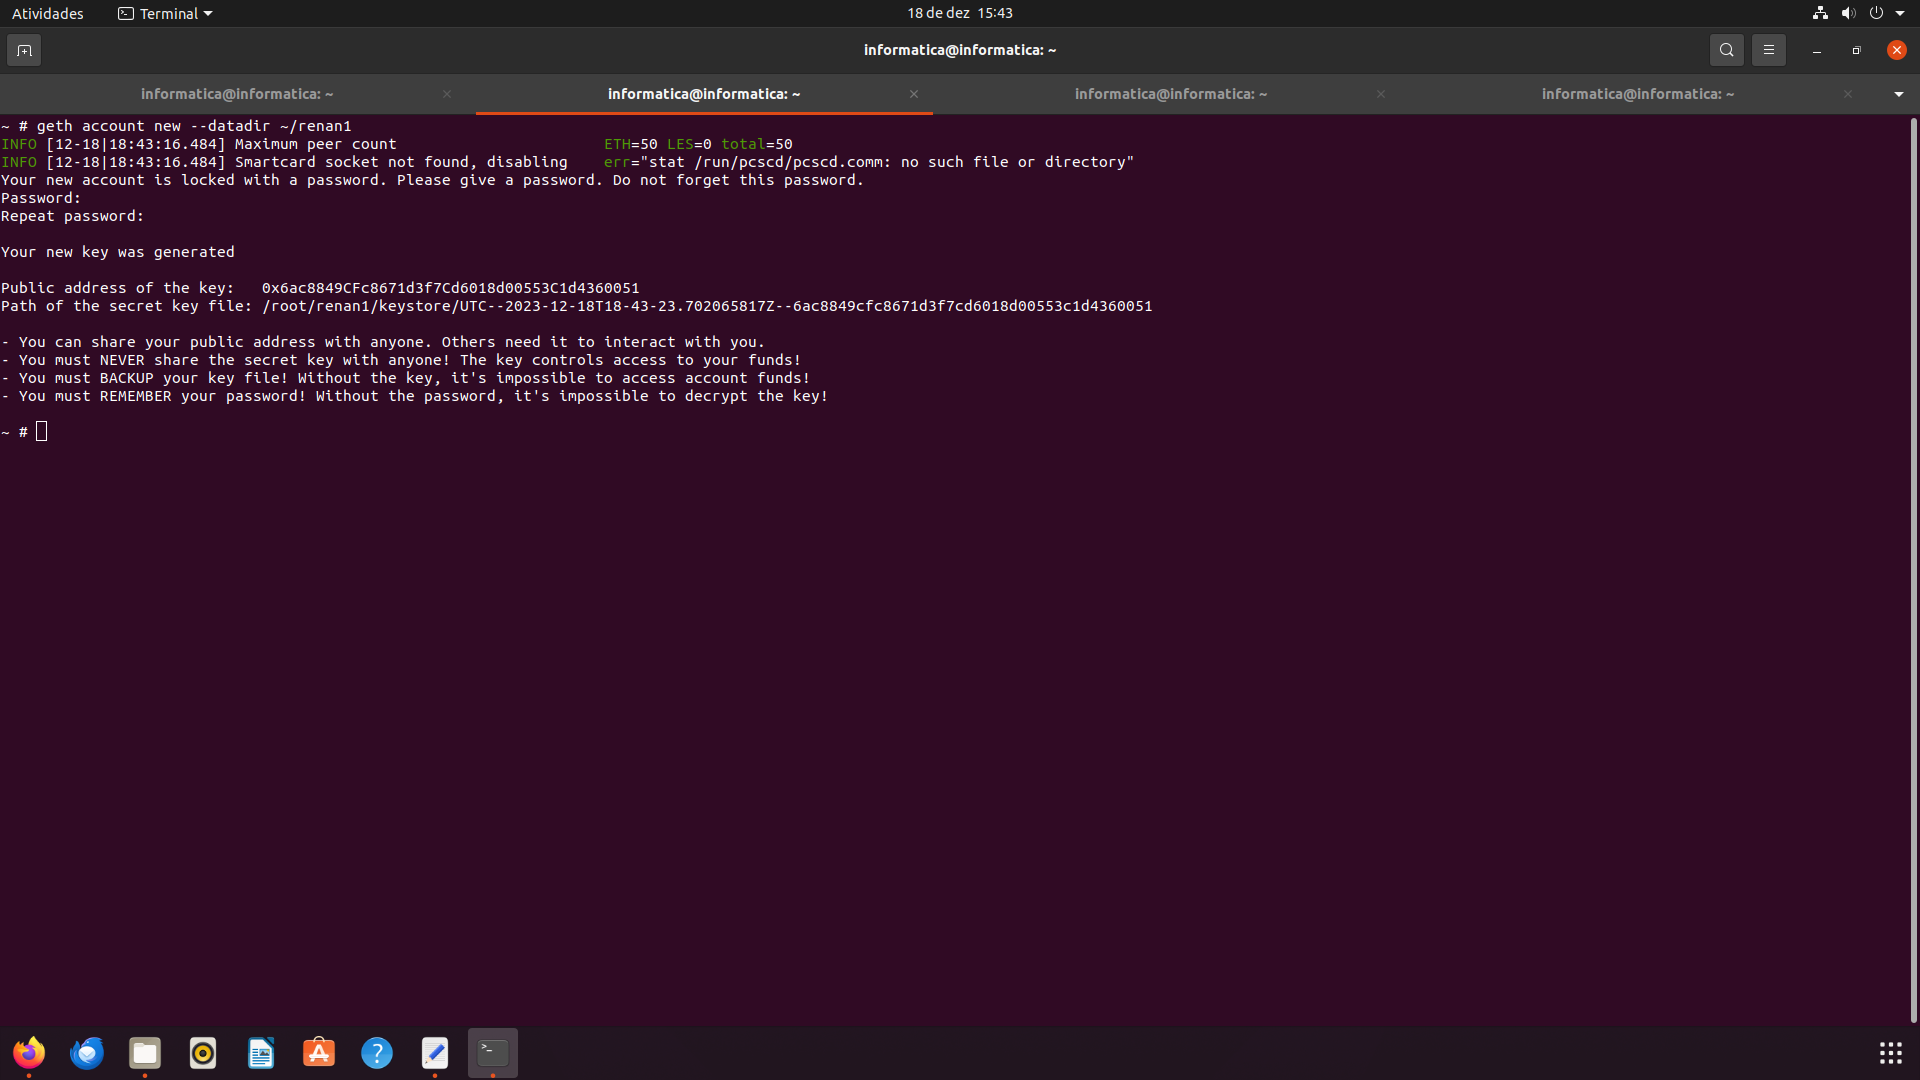 Atividades
Terminal
18 de dez 15:43
informatica@informatica: ~
informatica@informatica: ~
informatica@informatica: ~
informatica@informatica: ~
informatica@informatica: ~
~ # geth account new --datadir ~/renan1
INFO [12-18|18:43:16.484] Maximum peer count                       ETH=50 LES=0 total=50
INFO [12-18|18:43:16.484] Smartcard socket not found, disabling    err="stat /run/pcscd/pcscd.comm: no such file or directory"
Your new account is locked with a password. Please give a password. Do not forget this password.
Password:
Repeat password:
Your new key was generated
Public address of the key:   0x6ac8849CFc8671d3f7Cd6018d00553C1d4360051
Path of the secret key file: /root/renan1/keystore/UTC--2023-12-18T18-43-23.702065817Z--6ac8849cfc8671d3f7cd6018d00553c1d4360051
- You can share your public address with anyone. Others need it to interact with you.
- You must NEVER share the secret key with anyone! The key controls access to your funds!
- You must BACKUP your key file! Without the key, it's impossible to access account funds!
- You must REMEMBER your password! Without the password, it's impossible to decrypt the key!
~ #